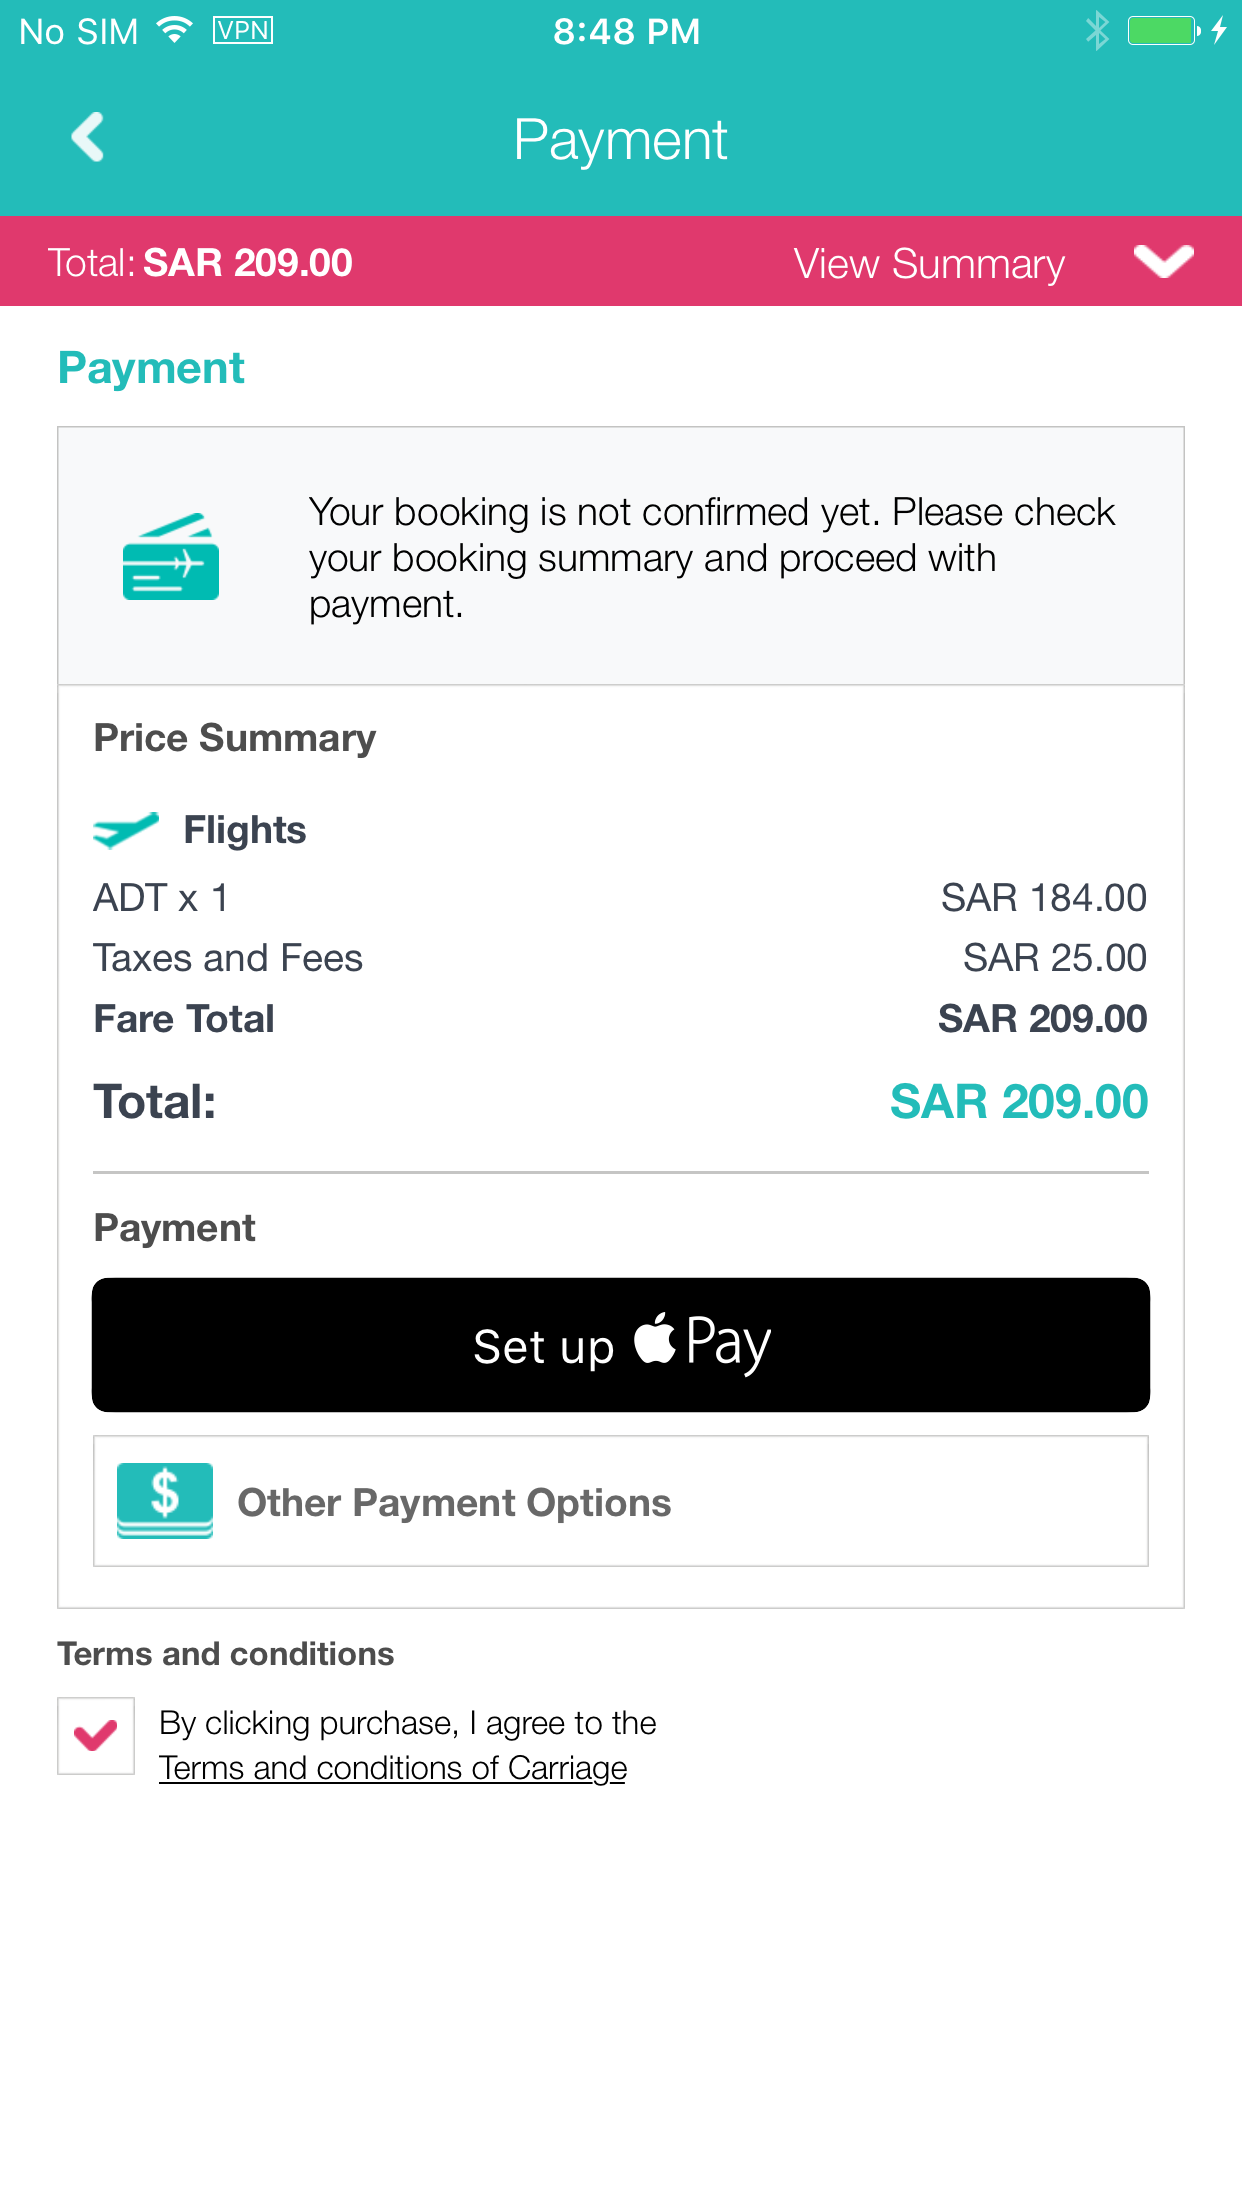 No SIM VPN 8:48 PM
Payment
Total: SAR 209.00 View Summary
Payment
Your booking is not confirmed yet. Please check
your booking summary and proceed with
payment.
Price Summary
Flights
ADT x 1 SAR 184.00
Taxes and Fees SAR 25.00
Fare Total SAR 209.00
Total: SAR 209.00
Payment
Set up Pay
$ Other Payment Options
Terms and conditions
By clicking purchase, I agree to the
Terms and conditions of Carriage